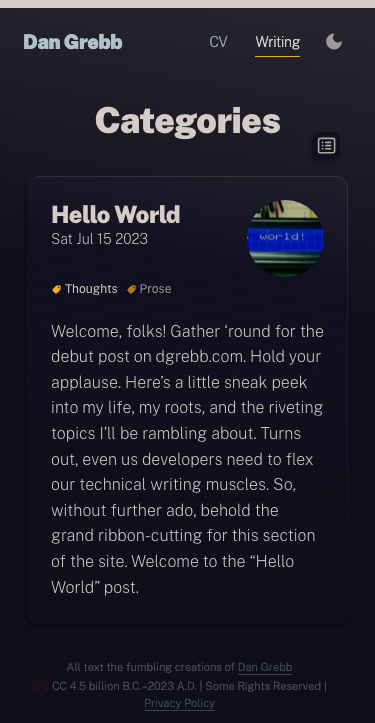 Dan Grebb
CV
Writing
Categories
Hello World
Sat Jul 15 2023
world!
Thoughts
Prose
Welcome, folks! Gather ‘round for the
debut post on dgrebb.com. Hold your
applause. Here’s a little sneak peek
into my life, my roots, and the riveting
topics I’ll be rambling about. Turns
out, even us developers need to flex
our technical writing muscles. So,
without further ado, behold the
grand ribbon-cutting for this section
of the site. Welcome to the “Hello
World” post.
All text the fumbling creations of Dan Grebb
CC 4.5 billion B.C.–2023 A.D. | Some Rights Reserved |
Privacy Policy